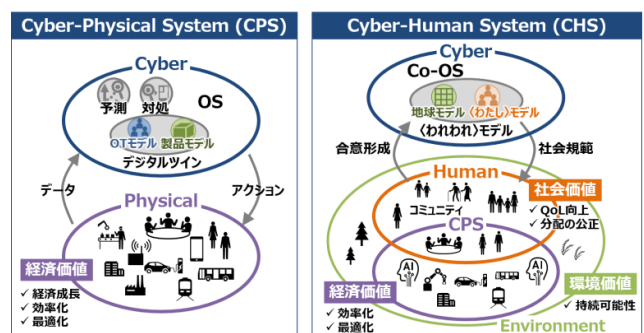 Cyber-Physical System (CPS)
Cyber
OS
予測 対処
OTモデル 製品モデル
デジタルツイン
データ
アクション
Physical
経済価値
✓ 経済成長
✓ 効率化
✓ 最適化
Cyber-Human System (CHS)
Cyber
Co-OS
地球モデル 〈わたし〉モデル
〈われわれ〉モデル
合意形成
社会規範
Human
コミュニティ
社会価値
✓ QoL向上
✓ 分配の公正
CPS
AI
AI
経済価値
✓ 効率化
✓ 最適化
環境価値
✓ 持続可能性
Environment